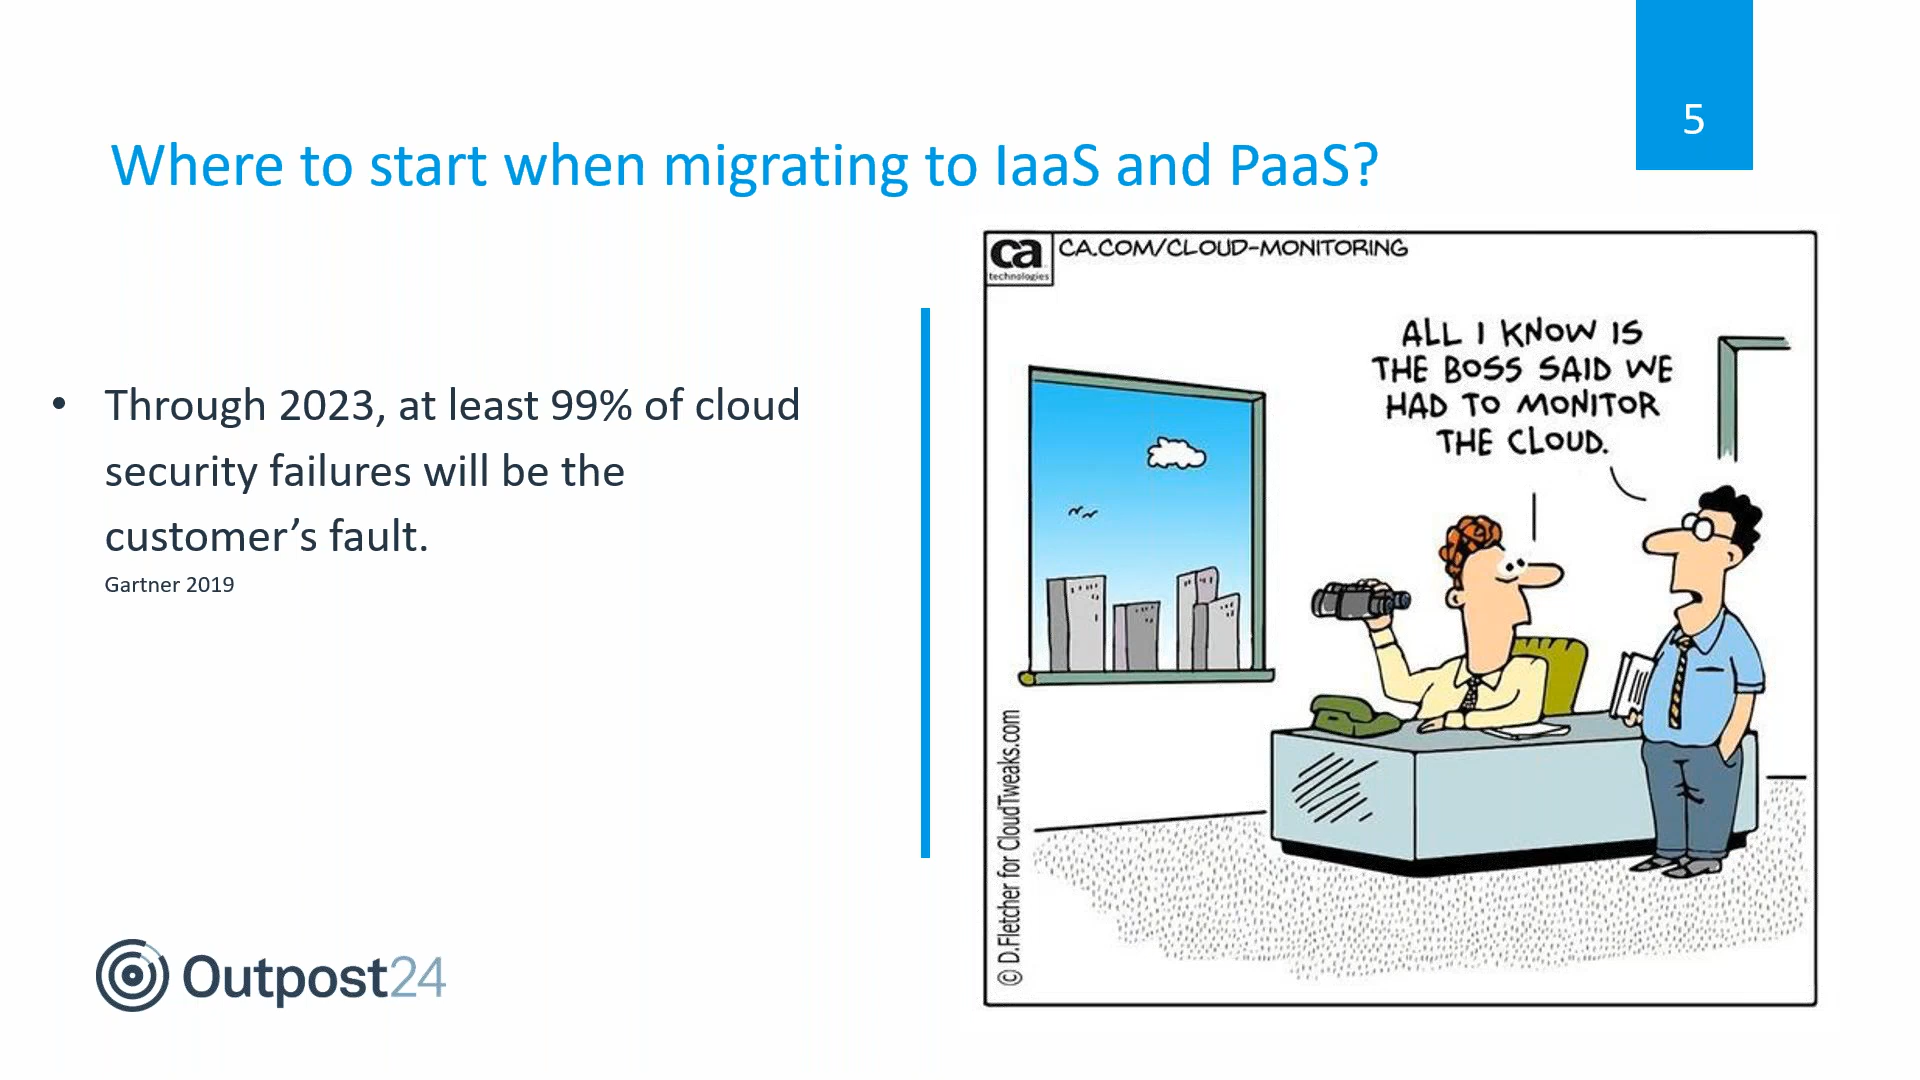 5
Where to start when migrating to IaaS and PaaS?
• Through 2023, at least 99% of cloud
security failures will be the
customer’s fault.
Gartner 2019
ca
technologies
CA.COM/CLOUD-MONITORING
ALL I KNOW IS
THE BOSS SAID WE
HAD TO MONITOR
THE CLOUD.
© D.Fletcher for CloudTweaks.com
Outpost24